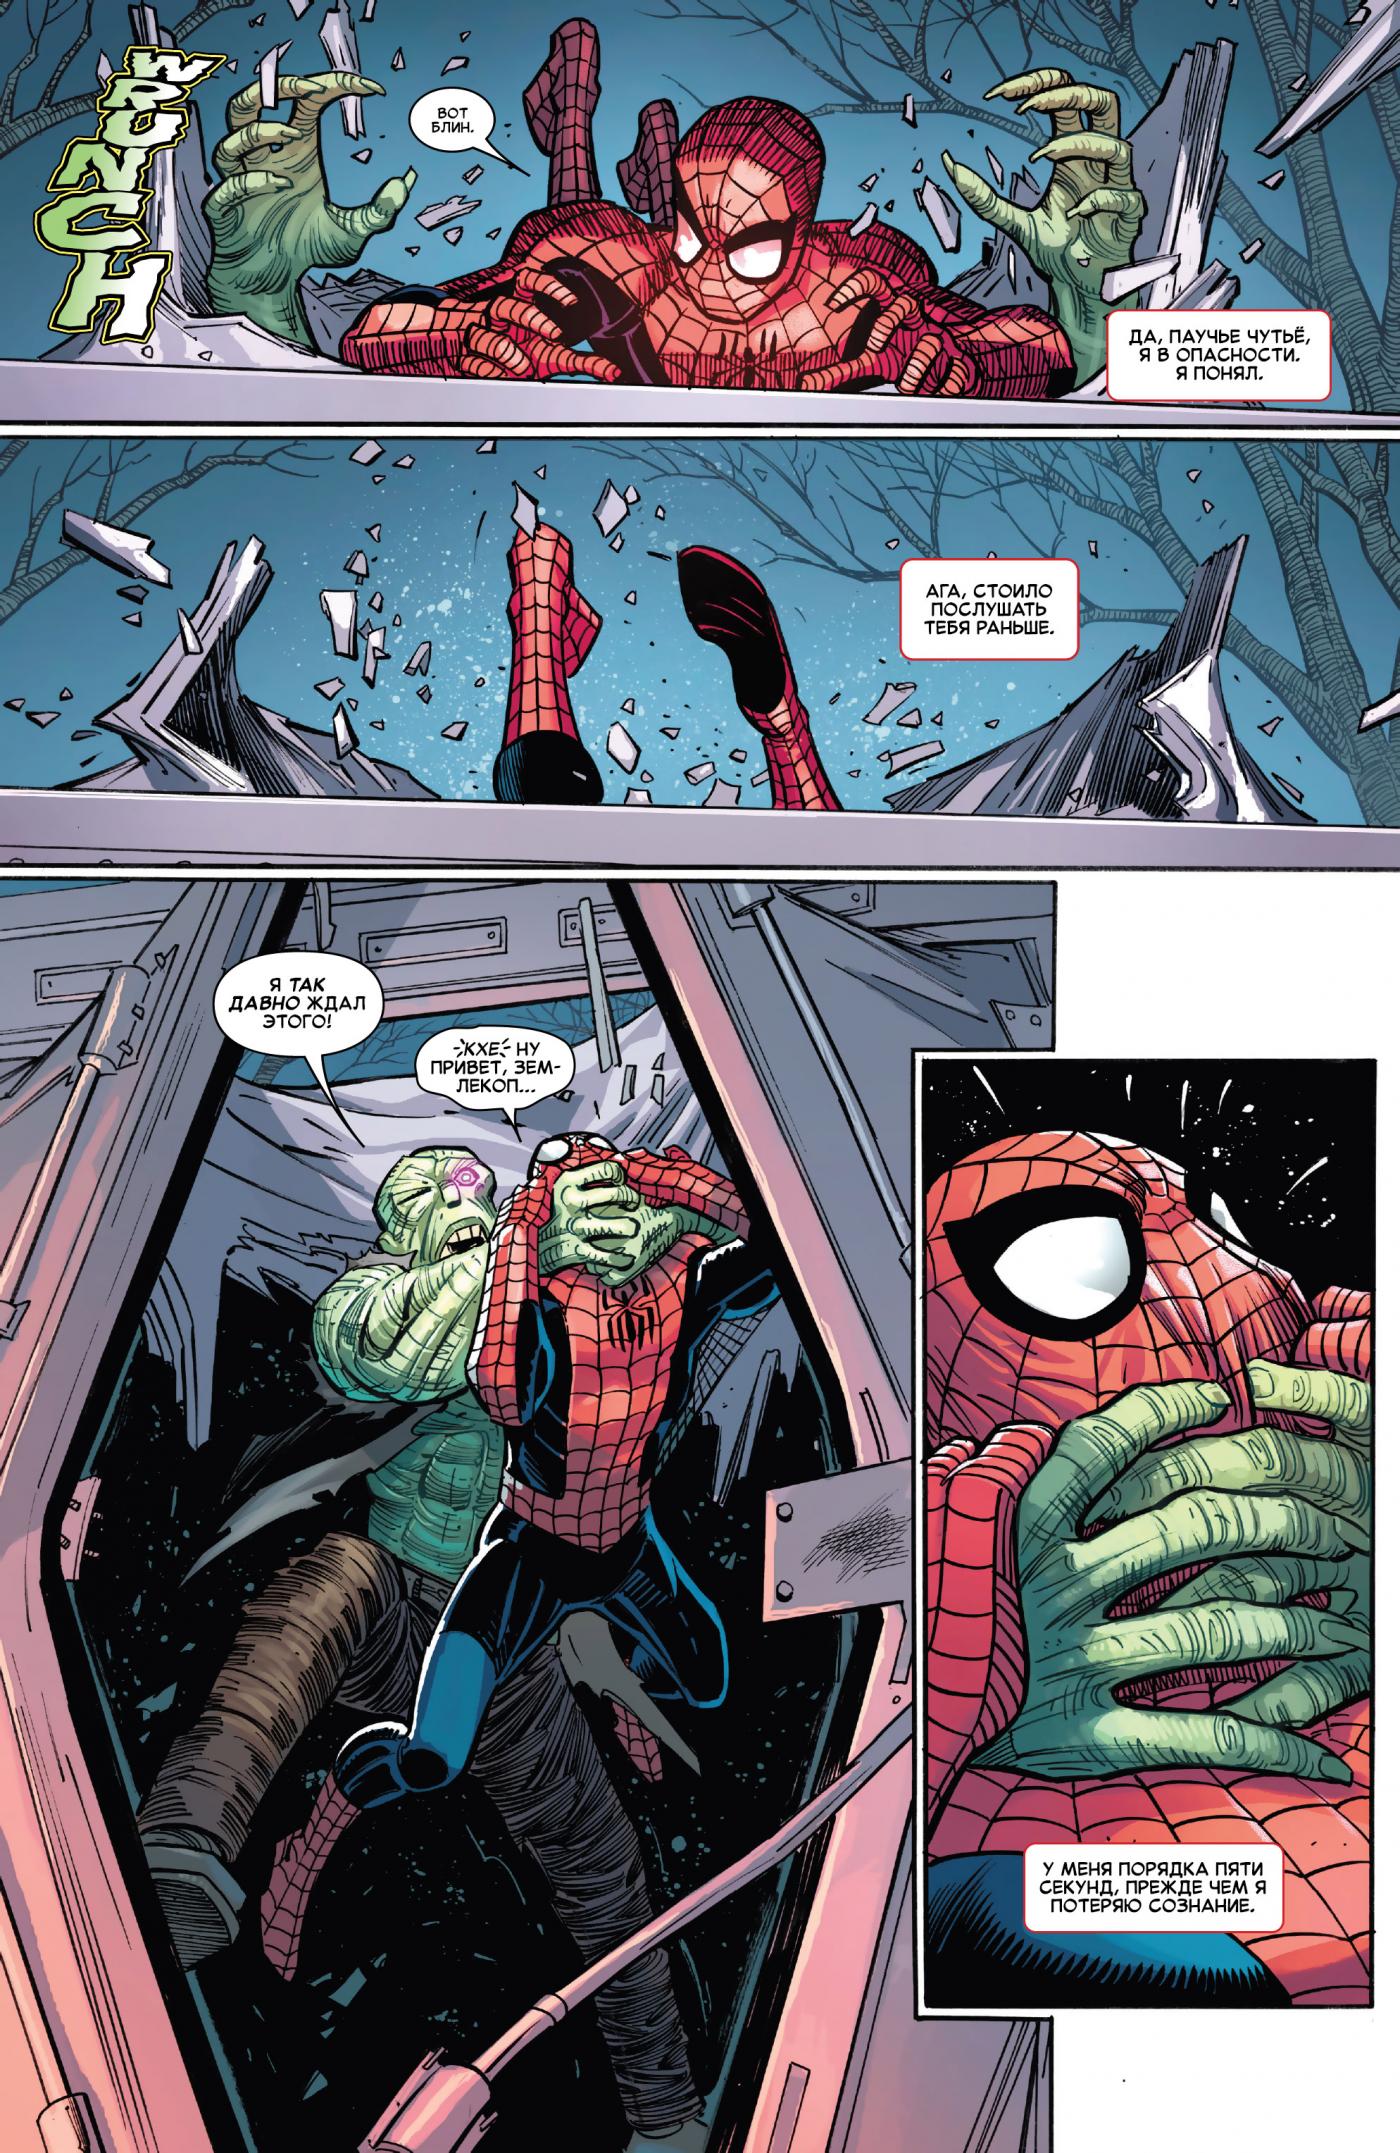 WRONCH
ВОТ
БЛИН.
ДА, ПАУЧЬЕ ЧУТЬЁ,
Я В ОПАСНОСТИ.
Я ПОНЯЛ.
АГА, СТОИЛО
ПОСЛУШАТЬ
ТЕБЯ РАНЬШЕ.
Я ТАК
ДАВНО ЖДАЛ
ЭТОГО!
КХЕ НУ
ПРИВЕТ, ЗЕМ-
ЛЕКОП...
У МЕНЯ ПОРЯДКА ПЯТИ
СЕКУНД, ПРЕЖДЕ ЧЕМ Я
ПОТЕРЯЮ СОЗНАНИЕ.